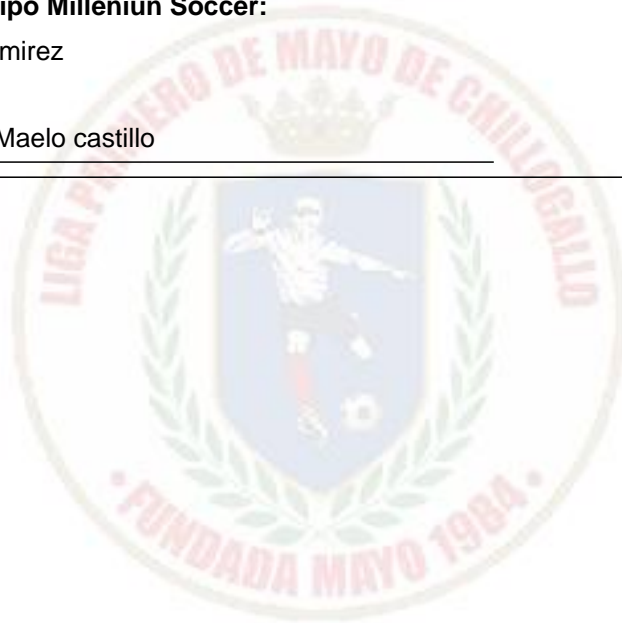 ipo Milleniun Soccer:
mirez
Maelo castillo
LIGA PRIMERO DE MAYO DE CHILLOGALLO
• FUNDADA MAYO 1984 •